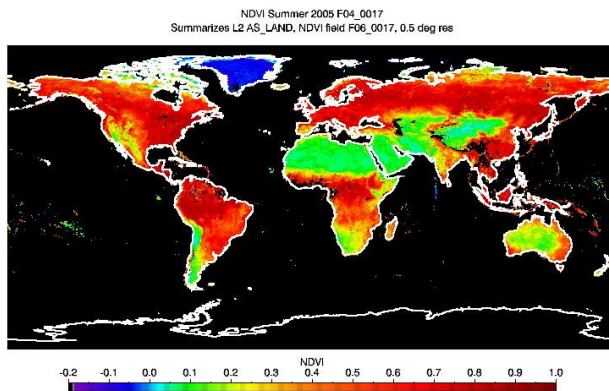 NDVI Summer 2005 F04_0017
Summarizes L2 AS_LAND, NDVI field F06_0017, 0.5 deg res
NDVI
-0.2 -0.1 0.0 0.1 0.2 0.3 0.4 0.5 0.6 0.7 0.8 0.9 1.0